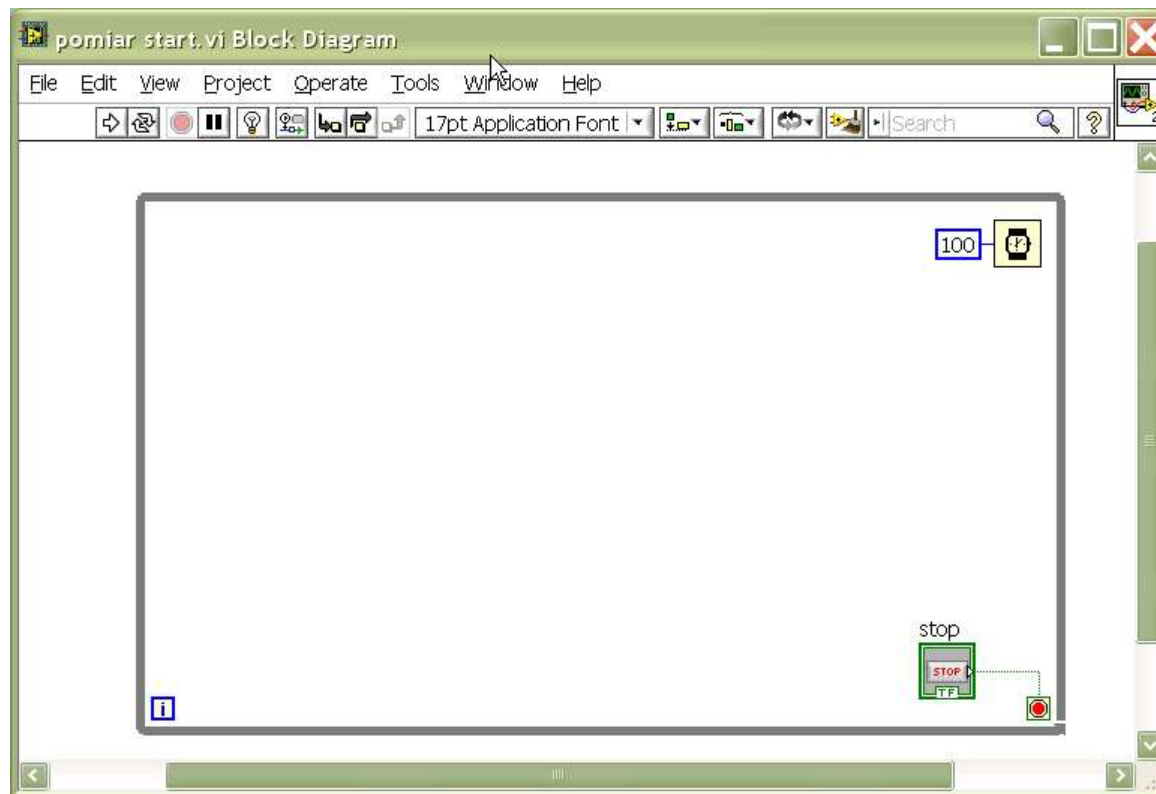 pomiar start.vi Block Diagram
File Edit View Project Operate Tools Window Help
17pt Application Font Search
100
stop
STOP
TF
i